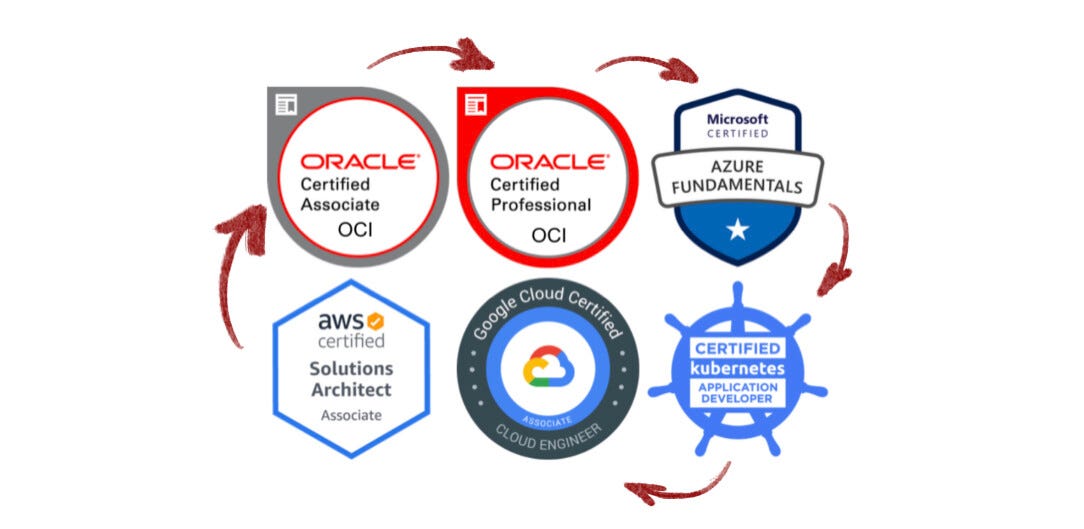 ORACLE®
Certified
Associate
OCI
ORACLE®
Certified
Professional
OCI
Microsoft
CERTIFIED
AZURE
FUNDAMENTALS
aws
certified
Solutions
Architect
Associate
Google Cloud Certified
ASSOCIATE
CLOUD ENGINEER
CERTIFIED
kubernetes
APPLICATION
DEVELOPER